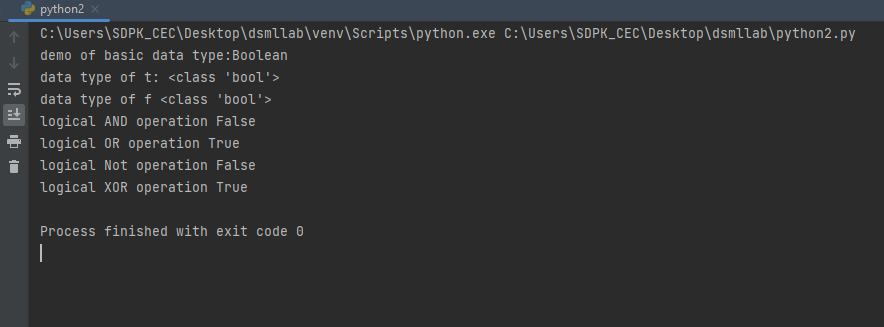 python2
C:\Users\SDPK_CEC\Desktop\dsmllab\venv\Scripts\python.exe C:\Users\SDPK_CEC\Desktop\dsmllab\python2.py
demo of basic data type:Boolean
data type of t: <class 'bool'>
data type of f <class 'bool'>
logical AND operation False
logical OR operation True
logical Not operation False
logical XOR operation True
Process finished with exit code 0